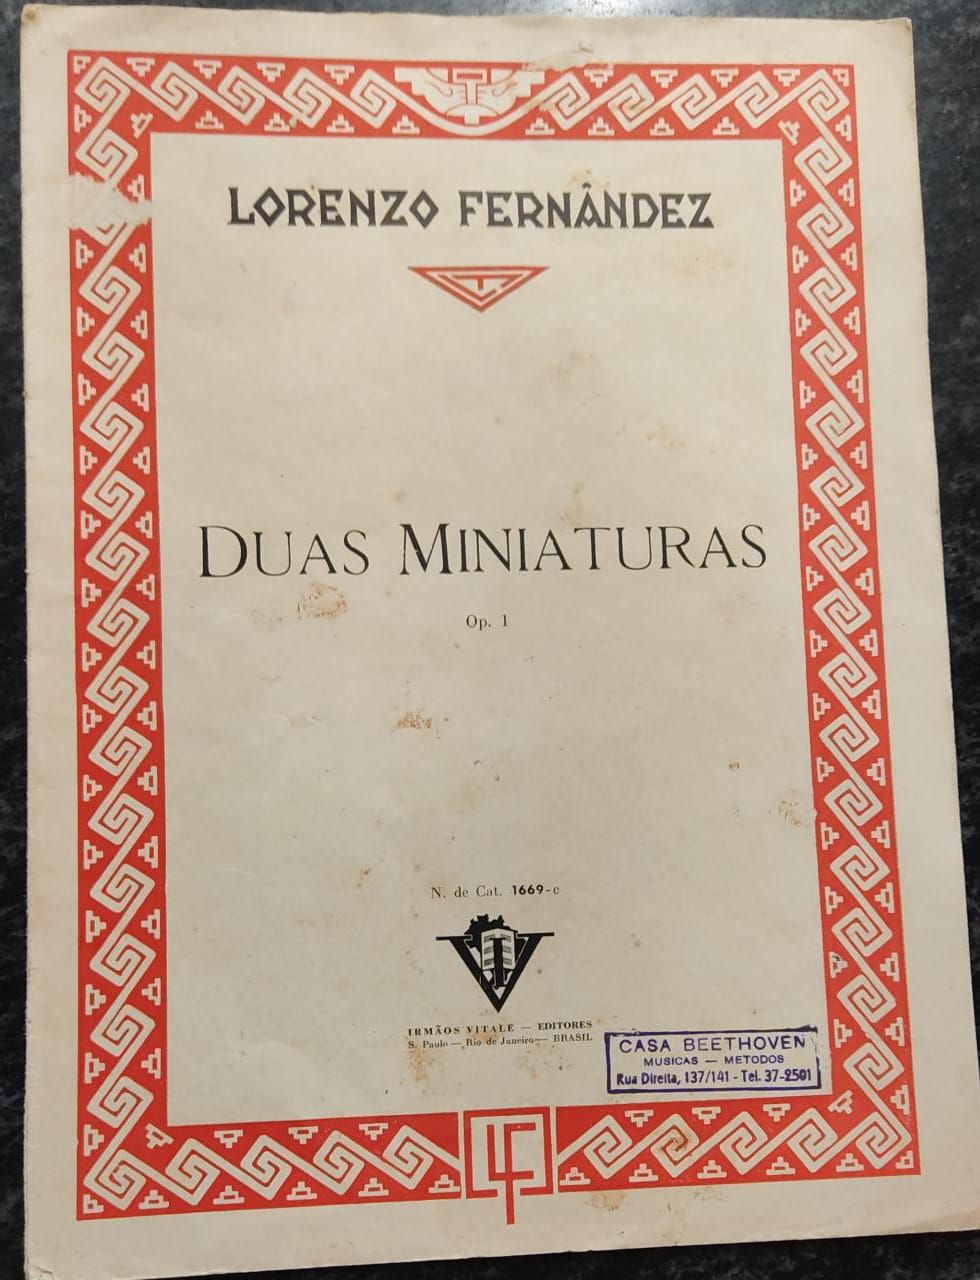 LORENZO FERNÂNDEZ
DUAS MINIATURAS
Op. 1
N. de Cat. 1669-c
IRMÃOS VITALE — EDITORES
S. Paulo — Rio de Janeiro — BRASIL
CASA BEETHOVEN
MUSICAS — METODOS
Rua Direita, 137/141 - Tel. 37-2501
LF